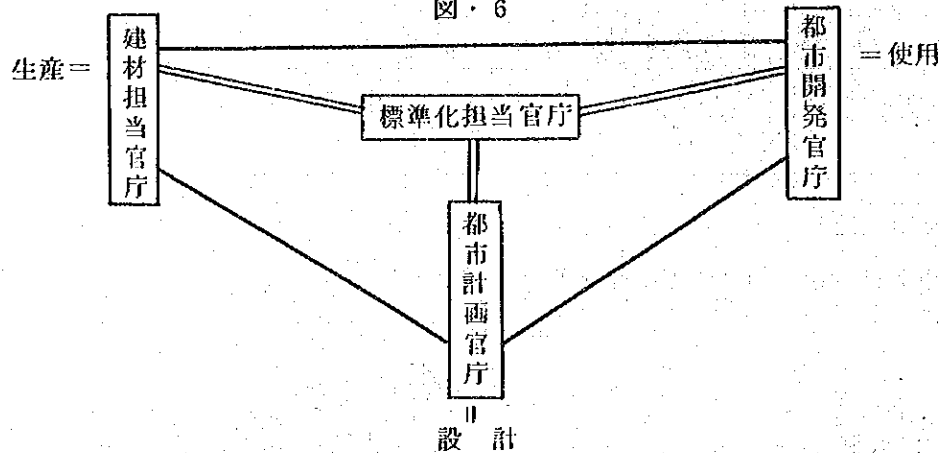 図・6
生産＝
建材担当官庁
都市開発官庁
＝使用
標準化担当官庁
都市計画官庁
＝
設計